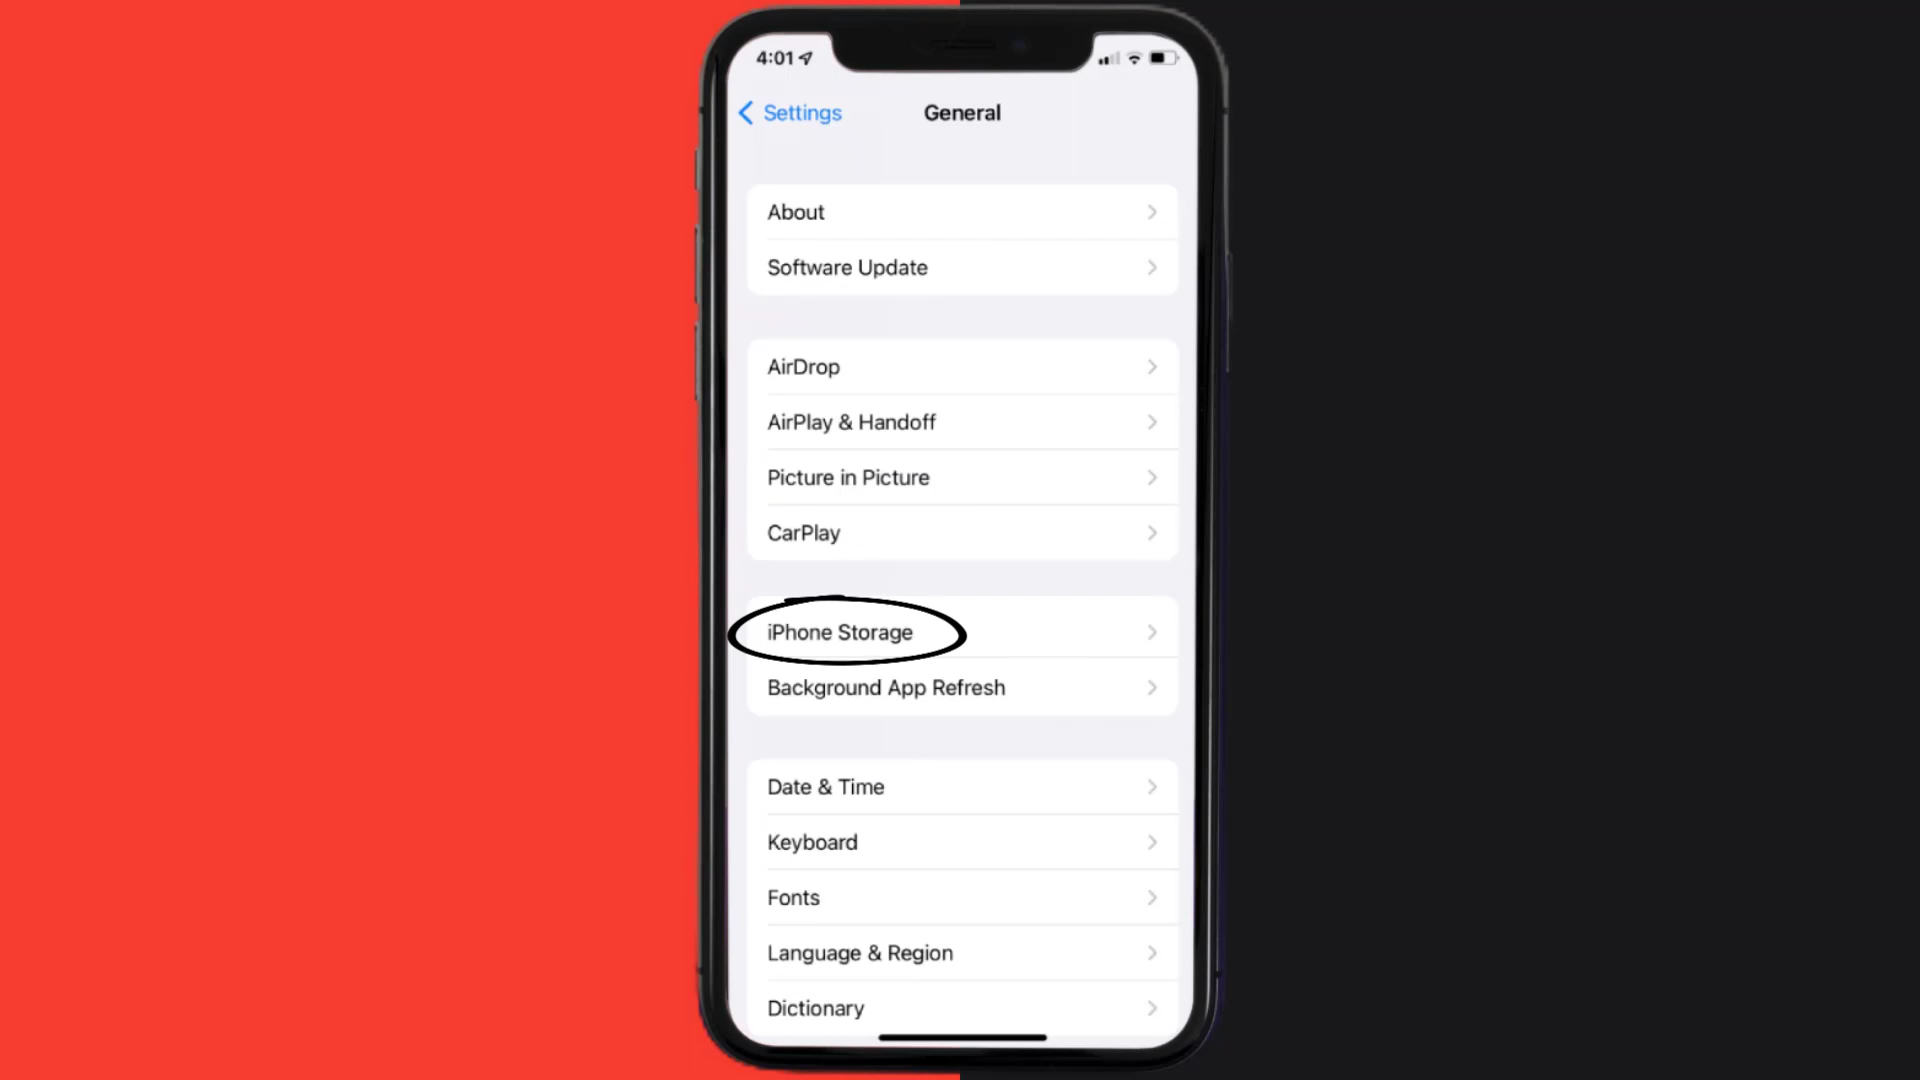 4:01
Settings
General
About
Software Update
AirDrop
AirPlay & Handoff
Picture in Picture
CarPlay
iPhone Storage
Background App Refresh
Date & Time
Keyboard
Fonts
Language & Region
Dictionary